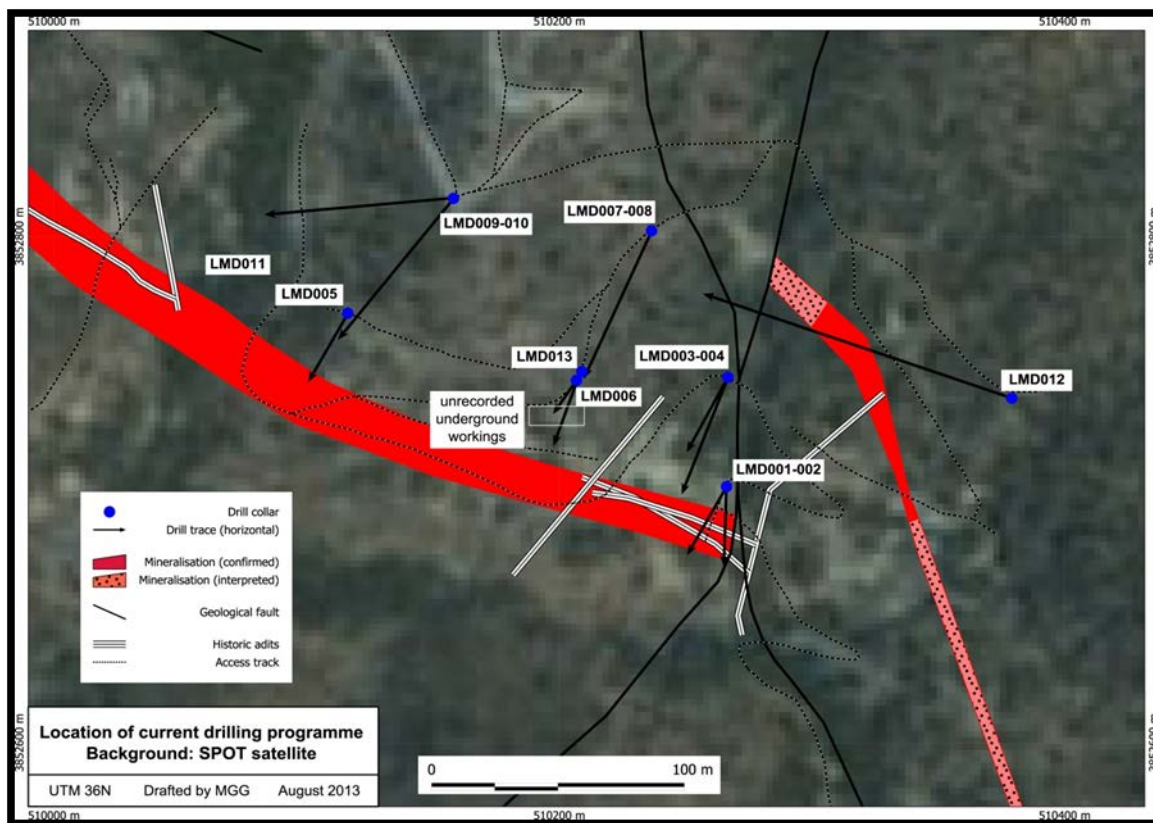 510000 m
510200 m
510400 m
3852800 m
3852800 m
LMD009-010
LMD007-008
LMD011
LMD005
LMD013
LMD003-004
LMD006
LMD012
unrecorded
underground
workings
LMD001-002
Drill collar
Drill trace (horizontal)
Mineralisation (confirmed)
Mineralisation (interpreted)
Geological fault
Historic adits
Access track
3852600 m
3852600 m
Location of current drilling programme
Background: SPOT satellite
UTM 36N Drafted by MGG August 2013
0 100 m
510000 m
510200 m
510400 m